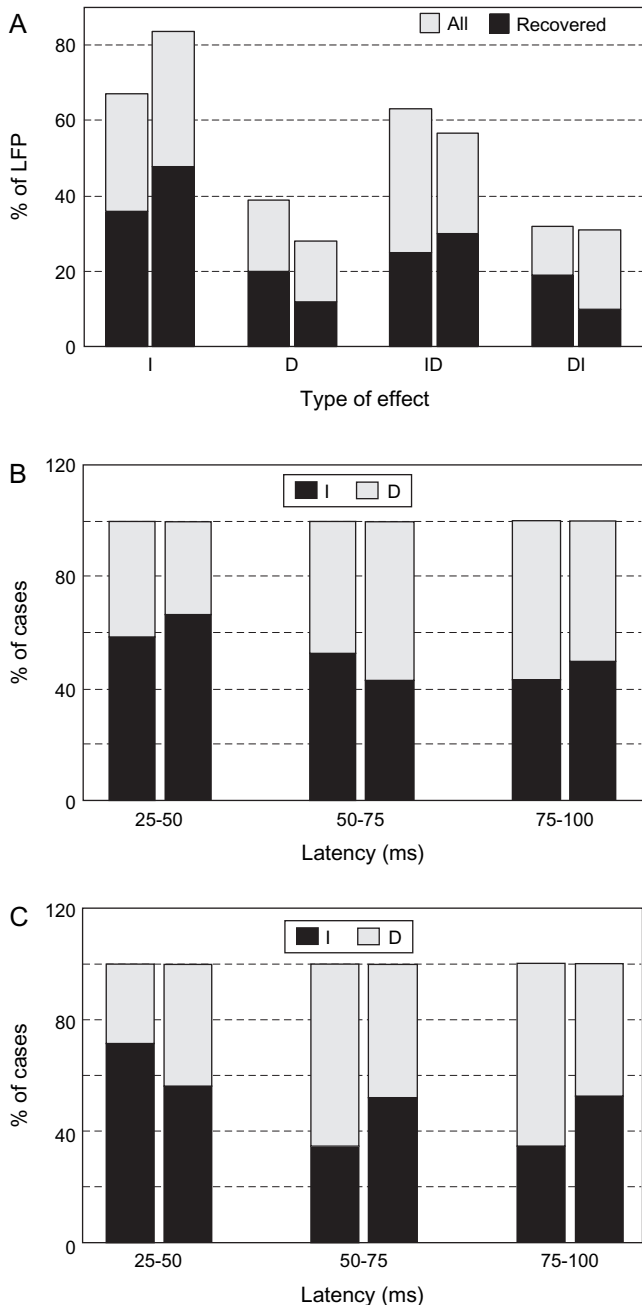 A
All Recovered
% of LFP
80
60
40
20
0
I D ID DI
Type of effect
B
I D
% of cases
120
80
40
0
25-50 50-75 75-100
Latency (ms)
C
I D
% of cases
120
80
40
0
25-50 50-75 75-100
Latency (ms)